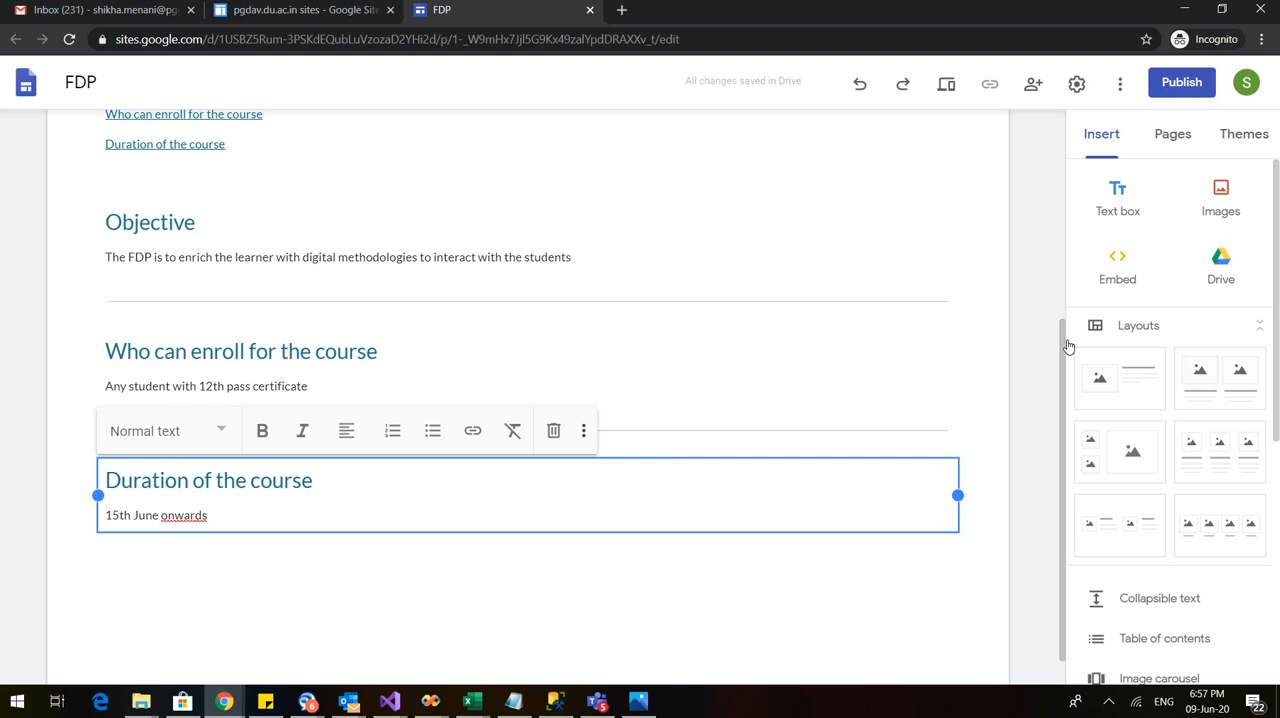 Inbox (231) - shikha.menani@pg
pgdav.du.ac.in sites - Google Site
FDP
sites.google.com/d/1USBZ5Rum-3PSKdEQubLuVzozaD2YHi2d/p/1-_W9mHx7Jjl5G9Kx49zalYpdDRAXXv_t/edit
Incognito
FDP
All changes saved in Drive
Publish
S
Who can enroll for the course
Duration of the course
Objective
The FDP is to enrich the learner with digital methodologies to interact with the students
Who can enroll for the course
Any student with 12th pass certificate
Normal text
B
I
Duration of the course
15th June onwards
Insert
Pages
Themes
Text box
Images
Embed
Drive
Layouts
Collapsible text
Table of contents
Image carousel
ENG
6:57 PM
09-Jun-20
22